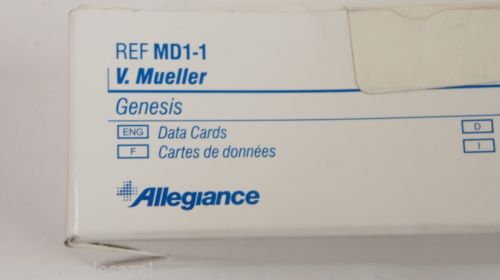 REF MD1-1
V. Mueller
Genesis
ENG Data Cards
D
F Cartes de données
I
Allegiance